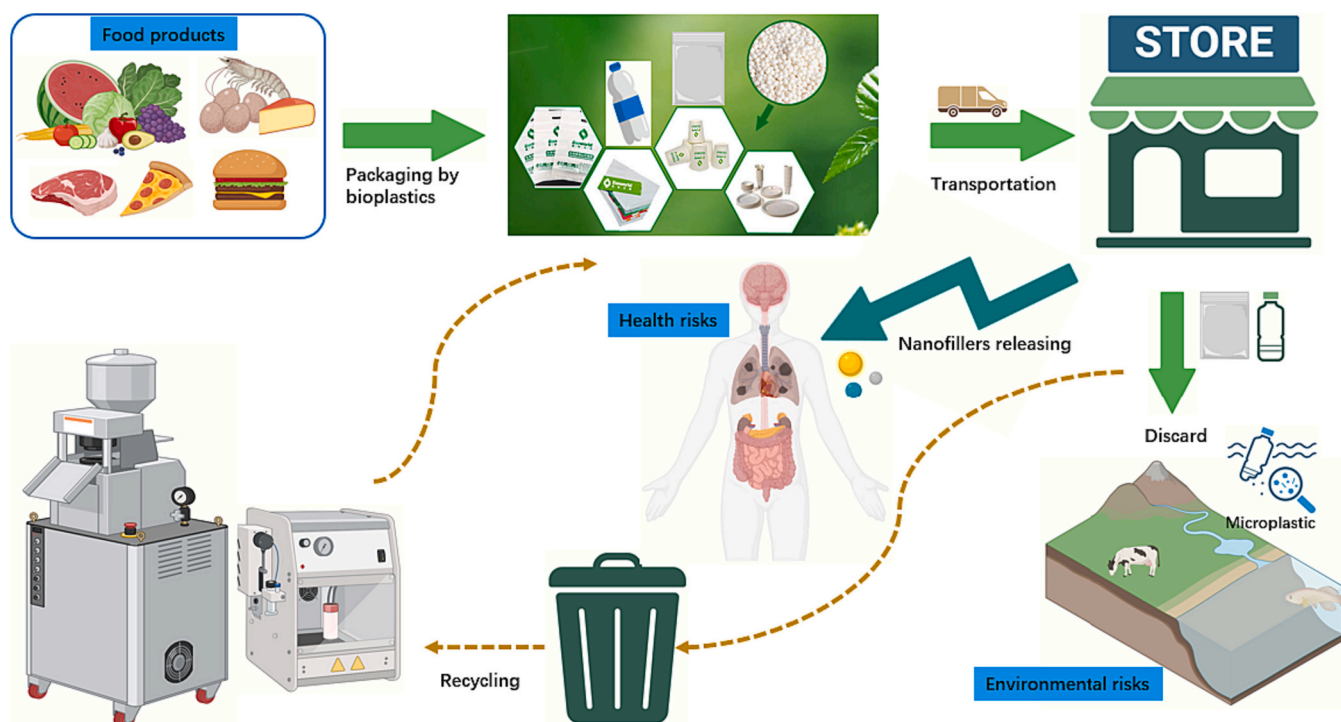 Food products
STORE
Packaging by
bioplastics
Transportation
Health risks
Nanofillers releasing
Discard
Microplastic
Recycling
Environmental risks